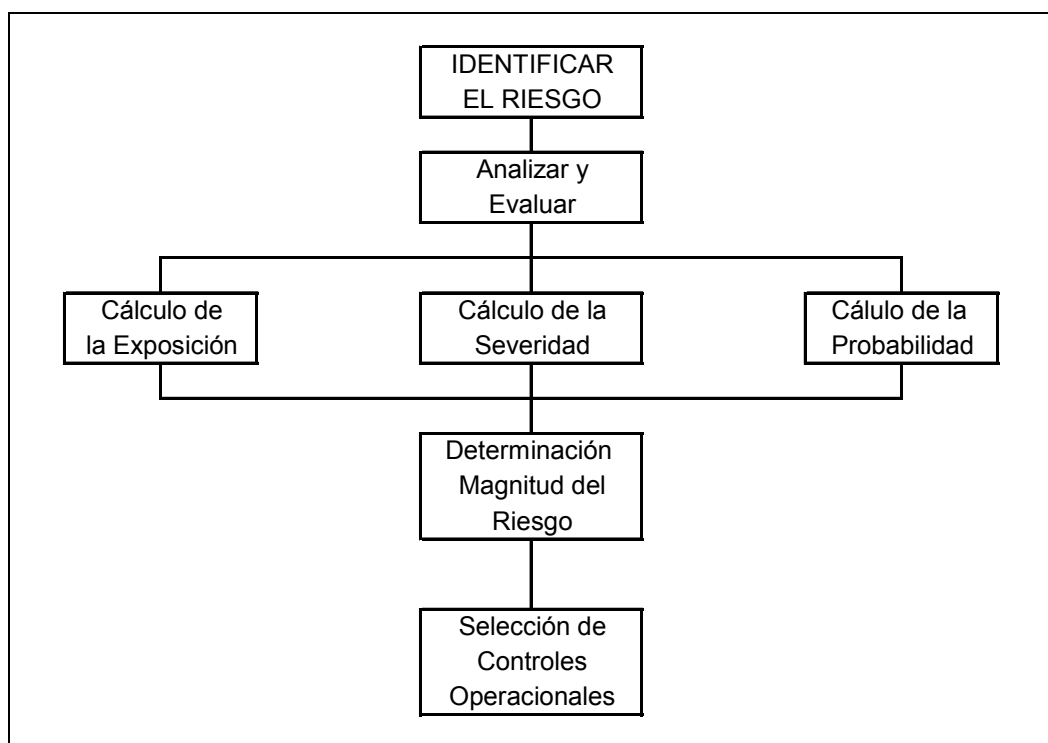 IDENTIFICAR
EL RIESGO
Analizar y
Evaluar
Cálculo de
la Exposición
Cálculo de la
Severidad
Cálulo de la
Probabilidad
Determinación
Magnitud del
Riesgo
Selección de
Controles
Operacionales